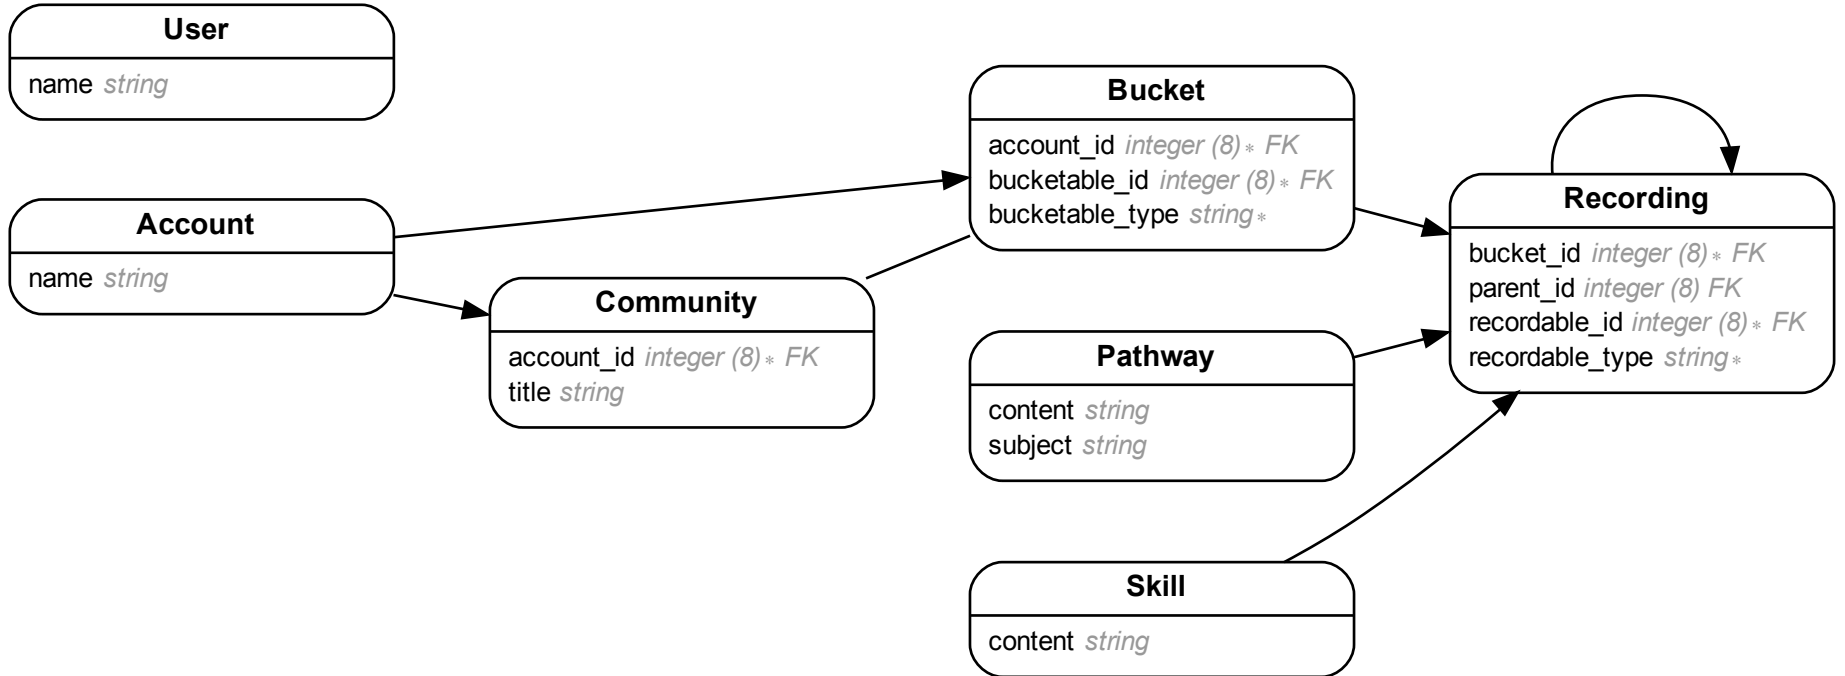 User
name string
Account
name string
Community
account_id integer (8)∗ FK
title string
Bucket
account_id integer (8)∗ FK
bucketable_id integer (8)∗ FK
bucketable_type string∗
Pathway
content string
subject string
Skill
content string
Recording
bucket_id integer (8)∗ FK
parent_id integer (8) FK
recordable_id integer (8)∗ FK
recordable_type string∗